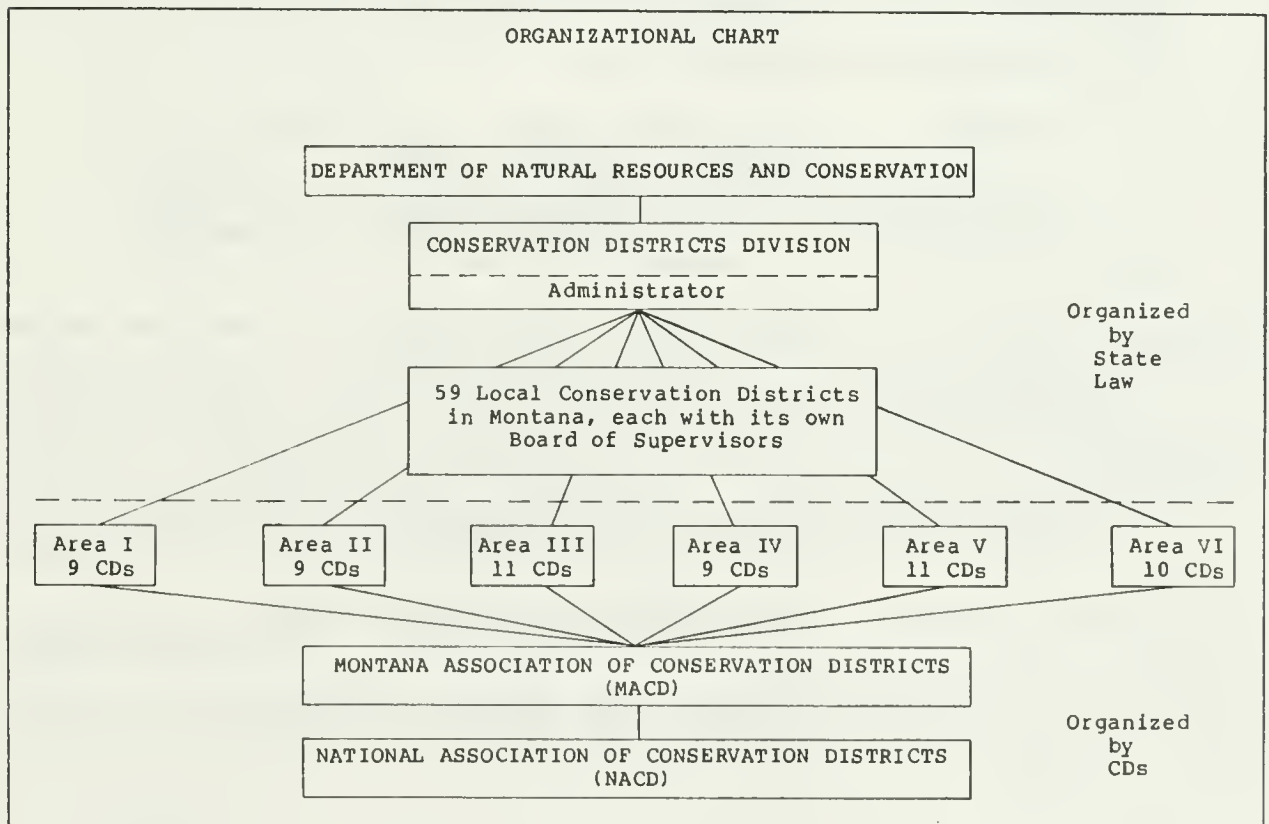 ORGANIZATIONAL CHART
DEPARTMENT OF NATURAL RESOURCES AND CONSERVATION
CONSERVATION DISTRICTS DIVISION
Administrator
Organized
by
State
Law
59 Local Conservation Districts
in Montana, each with its own
Board of Supervisors
Area I
9 CDs
Area II
9 CDs
Area III
11 CDs
Area IV
9 CDs
Area V
11 CDs
Area VI
10 CDs
MONTANA ASSOCIATION OF CONSERVATION DISTRICTS
(MACD)
NATIONAL ASSOCIATION OF CONSERVATION DISTRICTS
(NACD)
Organized
by
CDs